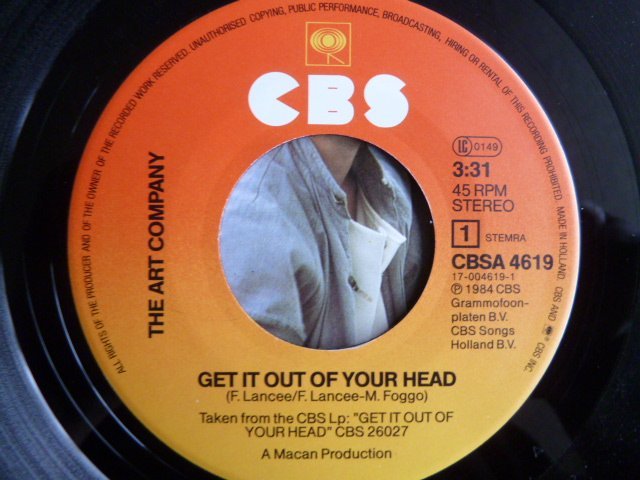 ALL RIGHTS OF THE PRODUCER AND OF THE OWNER OF THE RECORDED WORK RESERVED. UNAUTHORISED COPYING, PUBLIC PERFORMANCE, BROADCASTING, HIRING OR RENTAL OF THIS RECORDING PROHIBITED. MADE IN HOLLAND. CBS AND ARE ® CBS INC.
CBS
THE ART COMPANY
LC 0149
3:31
45 RPM
STEREO
1 STEMRA
CBSA 4619
17-004619-1
℗ 1984 CBS
Grammofoon-
platen B.V.
CBS Songs
Holland B.V.
GET IT OUT OF YOUR HEAD
(F. Lancee/F. Lancee-M. Foggo)
Taken from the CBS Lp: "GET IT OUT OF
YOUR HEAD" CBS 26027
A Macan Production